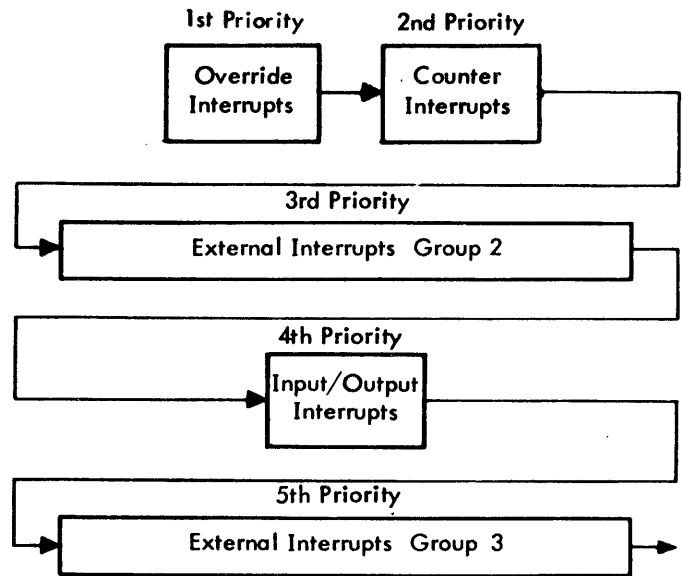 1st Priority
2nd Priority
Override
Interrupts
Counter
Interrupts
3rd Priority
External Interrupts Group 2
4th Priority
Input/Output
Interrupts
5th Priority
External Interrupts Group 3